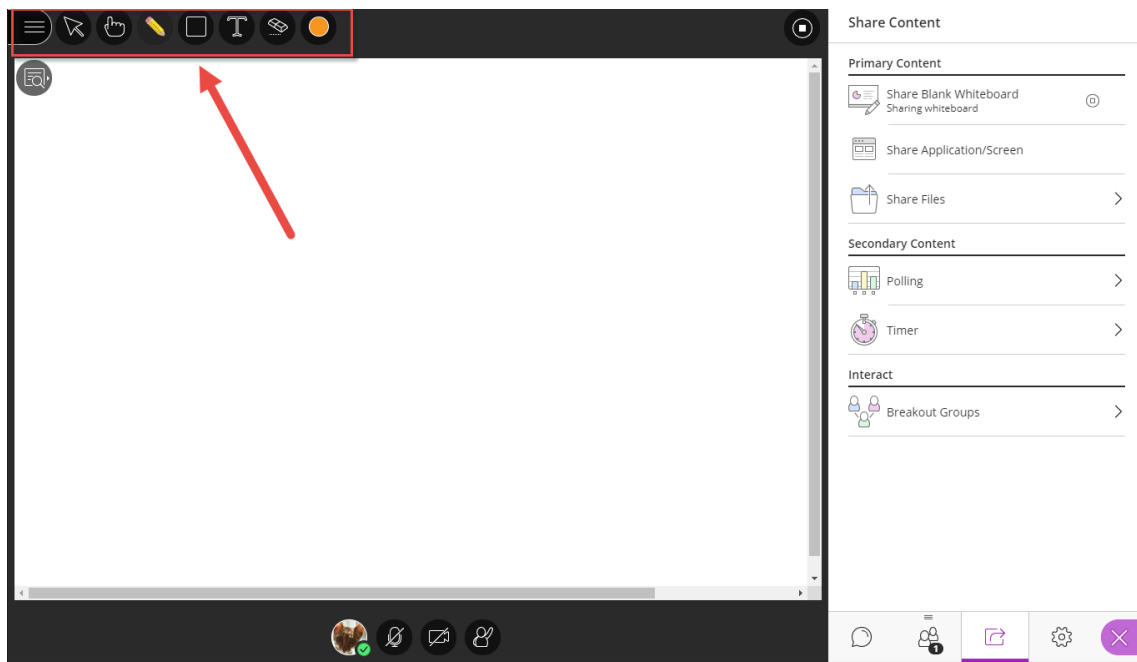 Share Content
Primary Content
Share Blank Whiteboard
Sharing whiteboard
Share Application/Screen
Share Files
Secondary Content
Polling
Timer
Interact
Breakout Groups
1